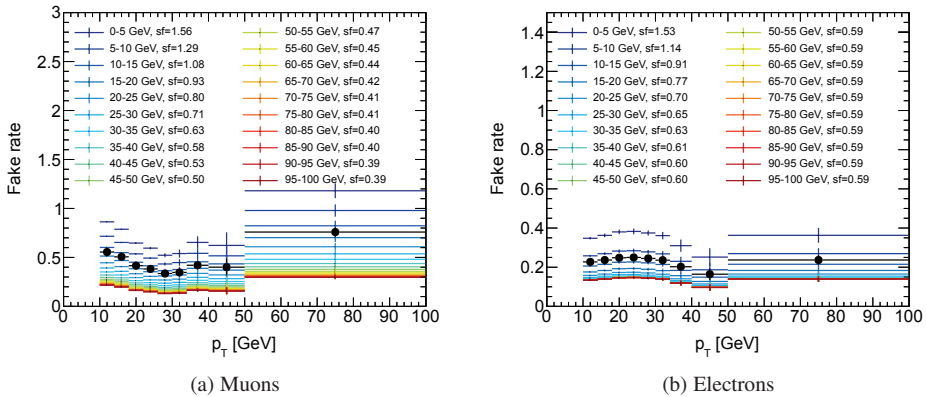 Fake rate
3
2.5
2
1.5
1
0.5
0
0-5 GeV, sf=1.56
5-10 GeV, sf=1.29
10-15 GeV, sf=1.08
15-20 GeV, sf=0.93
20-25 GeV, sf=0.80
25-30 GeV, sf=0.71
30-35 GeV, sf=0.63
35-40 GeV, sf=0.58
40-45 GeV, sf=0.53
45-50 GeV, sf=0.50
50-55 GeV, sf=0.47
55-60 GeV, sf=0.45
60-65 GeV, sf=0.44
65-70 GeV, sf=0.42
70-75 GeV, sf=0.41
75-80 GeV, sf=0.41
80-85 GeV, sf=0.40
85-90 GeV, sf=0.40
90-95 GeV, sf=0.39
95-100 GeV, sf=0.39
0 10 20 30 40 50 60 70 80 90 100
p_T [GeV]
(a) Muons
Fake rate
1.4
1.2
1
0.8
0.6
0.4
0.2
0
0-5 GeV, sf=1.53
5-10 GeV, sf=1.14
10-15 GeV, sf=0.91
15-20 GeV, sf=0.77
20-25 GeV, sf=0.70
25-30 GeV, sf=0.65
30-35 GeV, sf=0.63
35-40 GeV, sf=0.61
40-45 GeV, sf=0.60
45-50 GeV, sf=0.60
50-55 GeV, sf=0.59
55-60 GeV, sf=0.59
60-65 GeV, sf=0.59
65-70 GeV, sf=0.59
70-75 GeV, sf=0.59
75-80 GeV, sf=0.59
80-85 GeV, sf=0.59
85-90 GeV, sf=0.59
90-95 GeV, sf=0.59
95-100 GeV, sf=0.59
0 10 20 30 40 50 60 70 80 90 100
p_T [GeV]
(b) Electrons